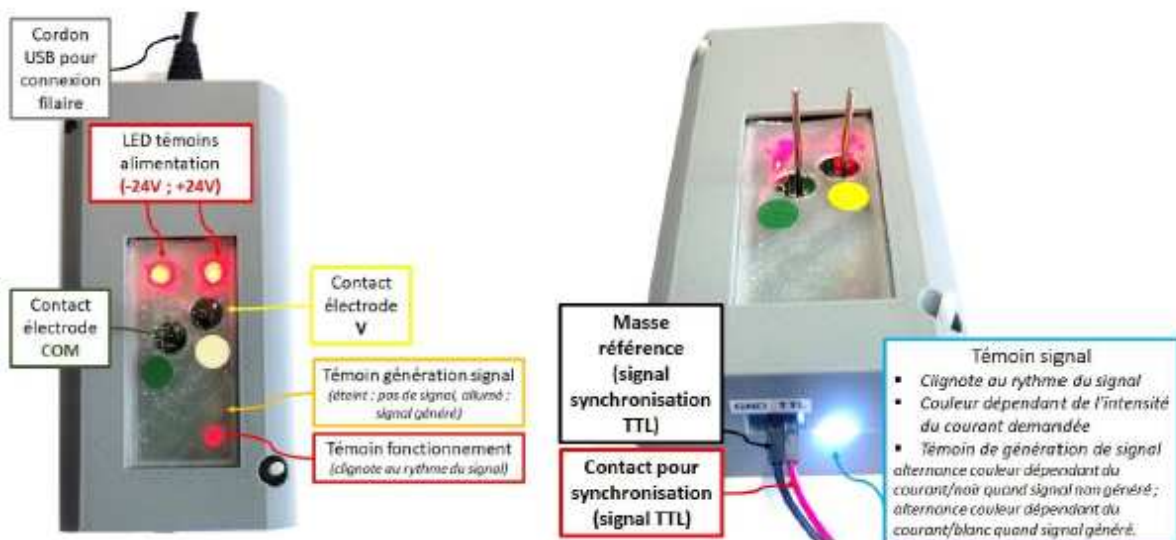 Cordon
USB pour
connexion
filaire
LED témoins
alimentation
(-24V ; +24V)
Contact
électrode
COM
Contact
électrode
V
Témoin génération signal
(éteint : pas de signal, allumé :
signal généré)
Témoin fonctionnement
(clignote au rythme du signal)
Masse
référence
(signal
synchronisation
TTL)
Contact pour
synchronisation
(signal TTL)
GND TTL
Témoin signal
▪ Clignote au rythme du signal
▪ Couleur dépendant de l'intensité
du courant demandée
▪ Témoin de génération de signal
alternance couleur dépendant du
courant/noir quand signal non généré ;
alternance couleur dépendant du
courant/blanc quand signal généré.